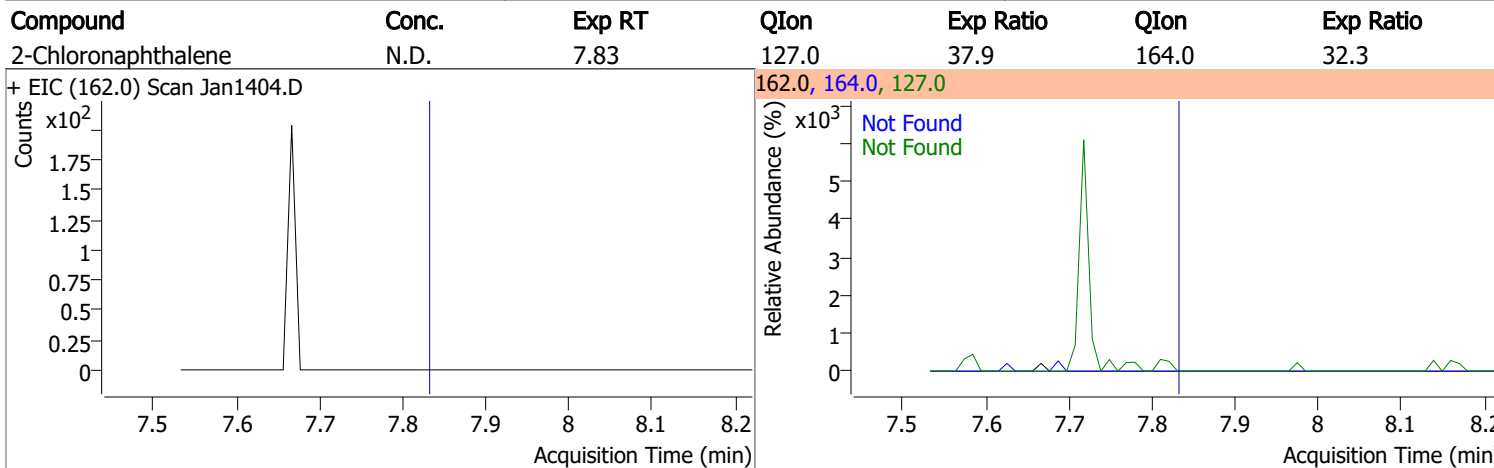 Compound Conc. Exp RT QIon Exp Ratio QIon Exp Ratio
2-Chloronaphthalene N.D. 7.83 127.0 37.9 164.0 32.3
+ EIC (162.0) Scan Jan1404.D
Counts
x10²
1.75
1.5
1.25
1
0.75
0.5
0.25
0
7.5 7.6 7.7 7.8 7.9 8 8.1 8.2
Acquisition Time (min)
162.0, 164.0, 127.0
Relative Abundance (%)
x10³
Not Found
Not Found
5
4
3
2
1
0
7.5 7.6 7.7 7.8 7.9 8 8.1 8.2
Acquisition Time (min